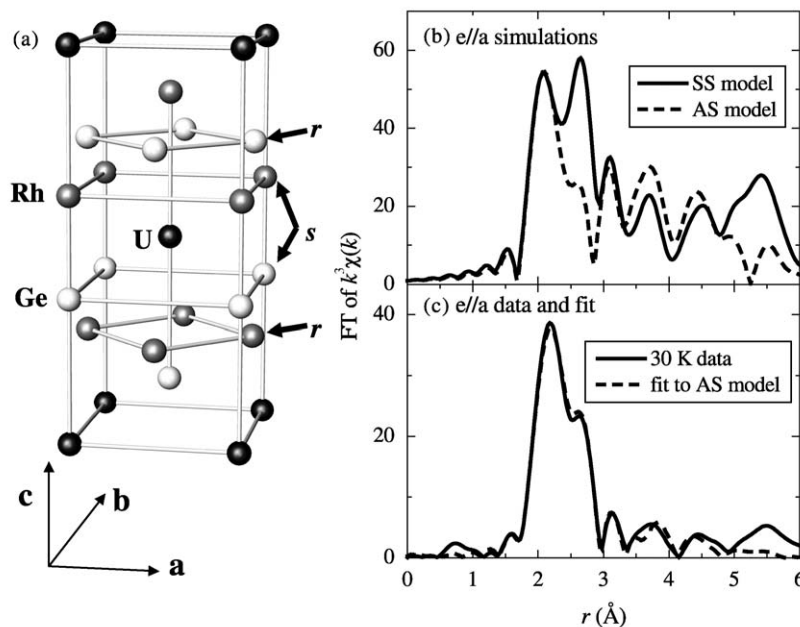 (a)
r
Rh
U
s
Ge
r
c
b
a
(b) e//a simulations
SS model
AS model
60
40
20
0
FT of k³χ(k)
(c) e//a data and fit
30 K data
fit to AS model
40
20
0
0 1 2 3 4 5 6
r (Å)